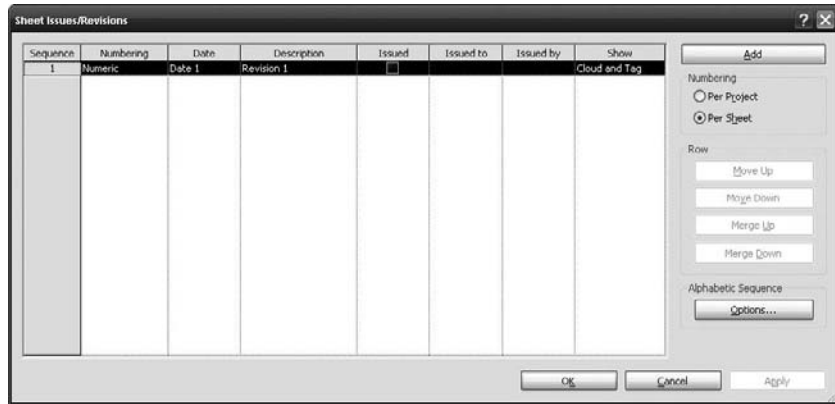 Sheet Issues/Revisions
Sequence Numbering Date Description Issued Issued to Issued by Show
1 Numeric Date 1 Revision 1 Cloud and Tag
Add
Numbering
Per Project
Per Sheet
Row
Move Up
Move Down
Merge Up
Merge Down
Alphabetic Sequence
Options...
OK Cancel Apply